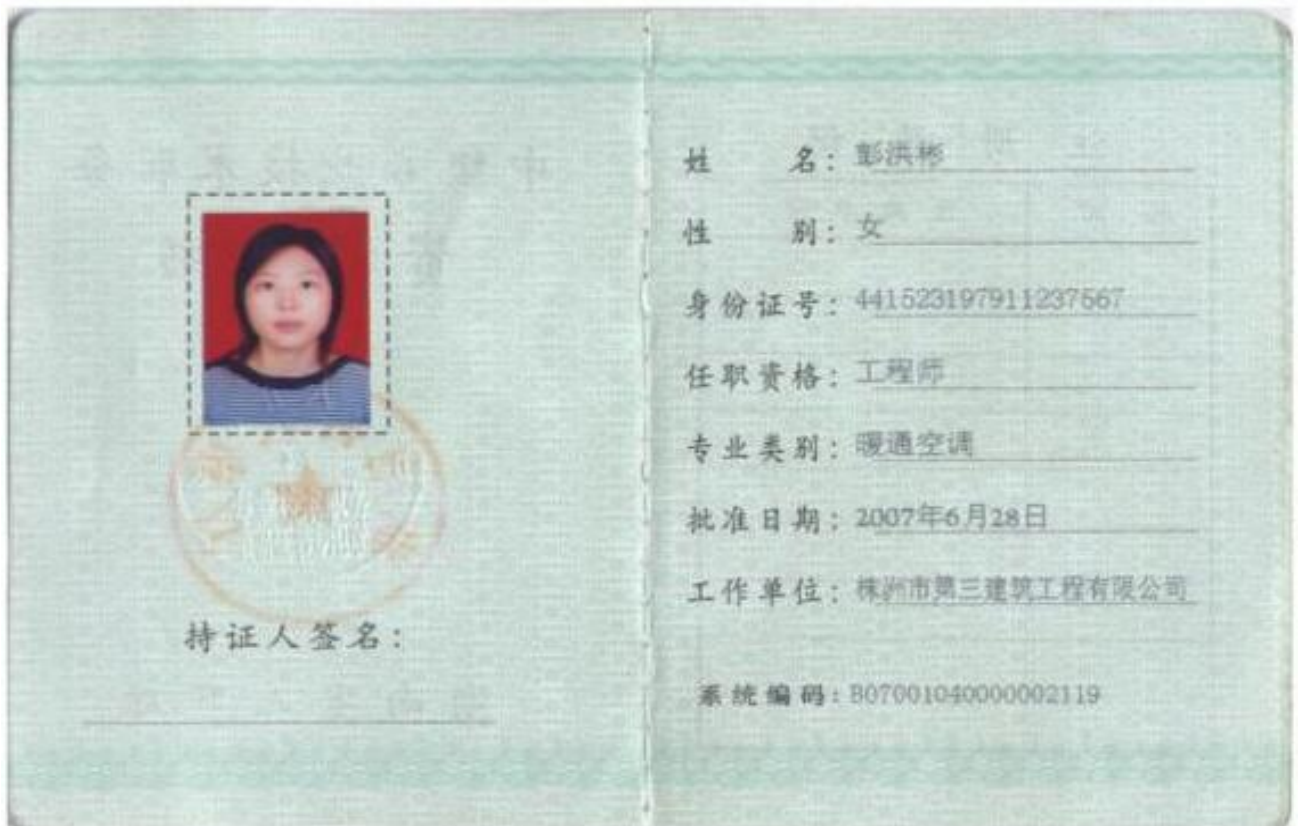 持证人签名：
姓名：彭洪彬
性别：女
身份证号：441523197911237567
任职资格：工程师
专业类别：暖通空调
批准日期：2007年6月28日
工作单位：株洲市第三建筑工程有限公司
系统编码：B07001040000002119